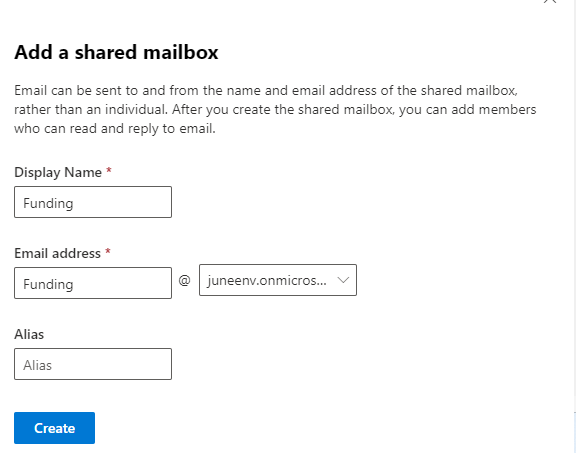 Add a shared mailbox
Email can be sent to and from the name and email address of the shared mailbox,
rather than an individual. After you create the shared mailbox, you can add members
who can read and reply to email.
Display Name *
Funding
Email address *
Funding @ juneenv.onmicros...
Alias
Alias
Create